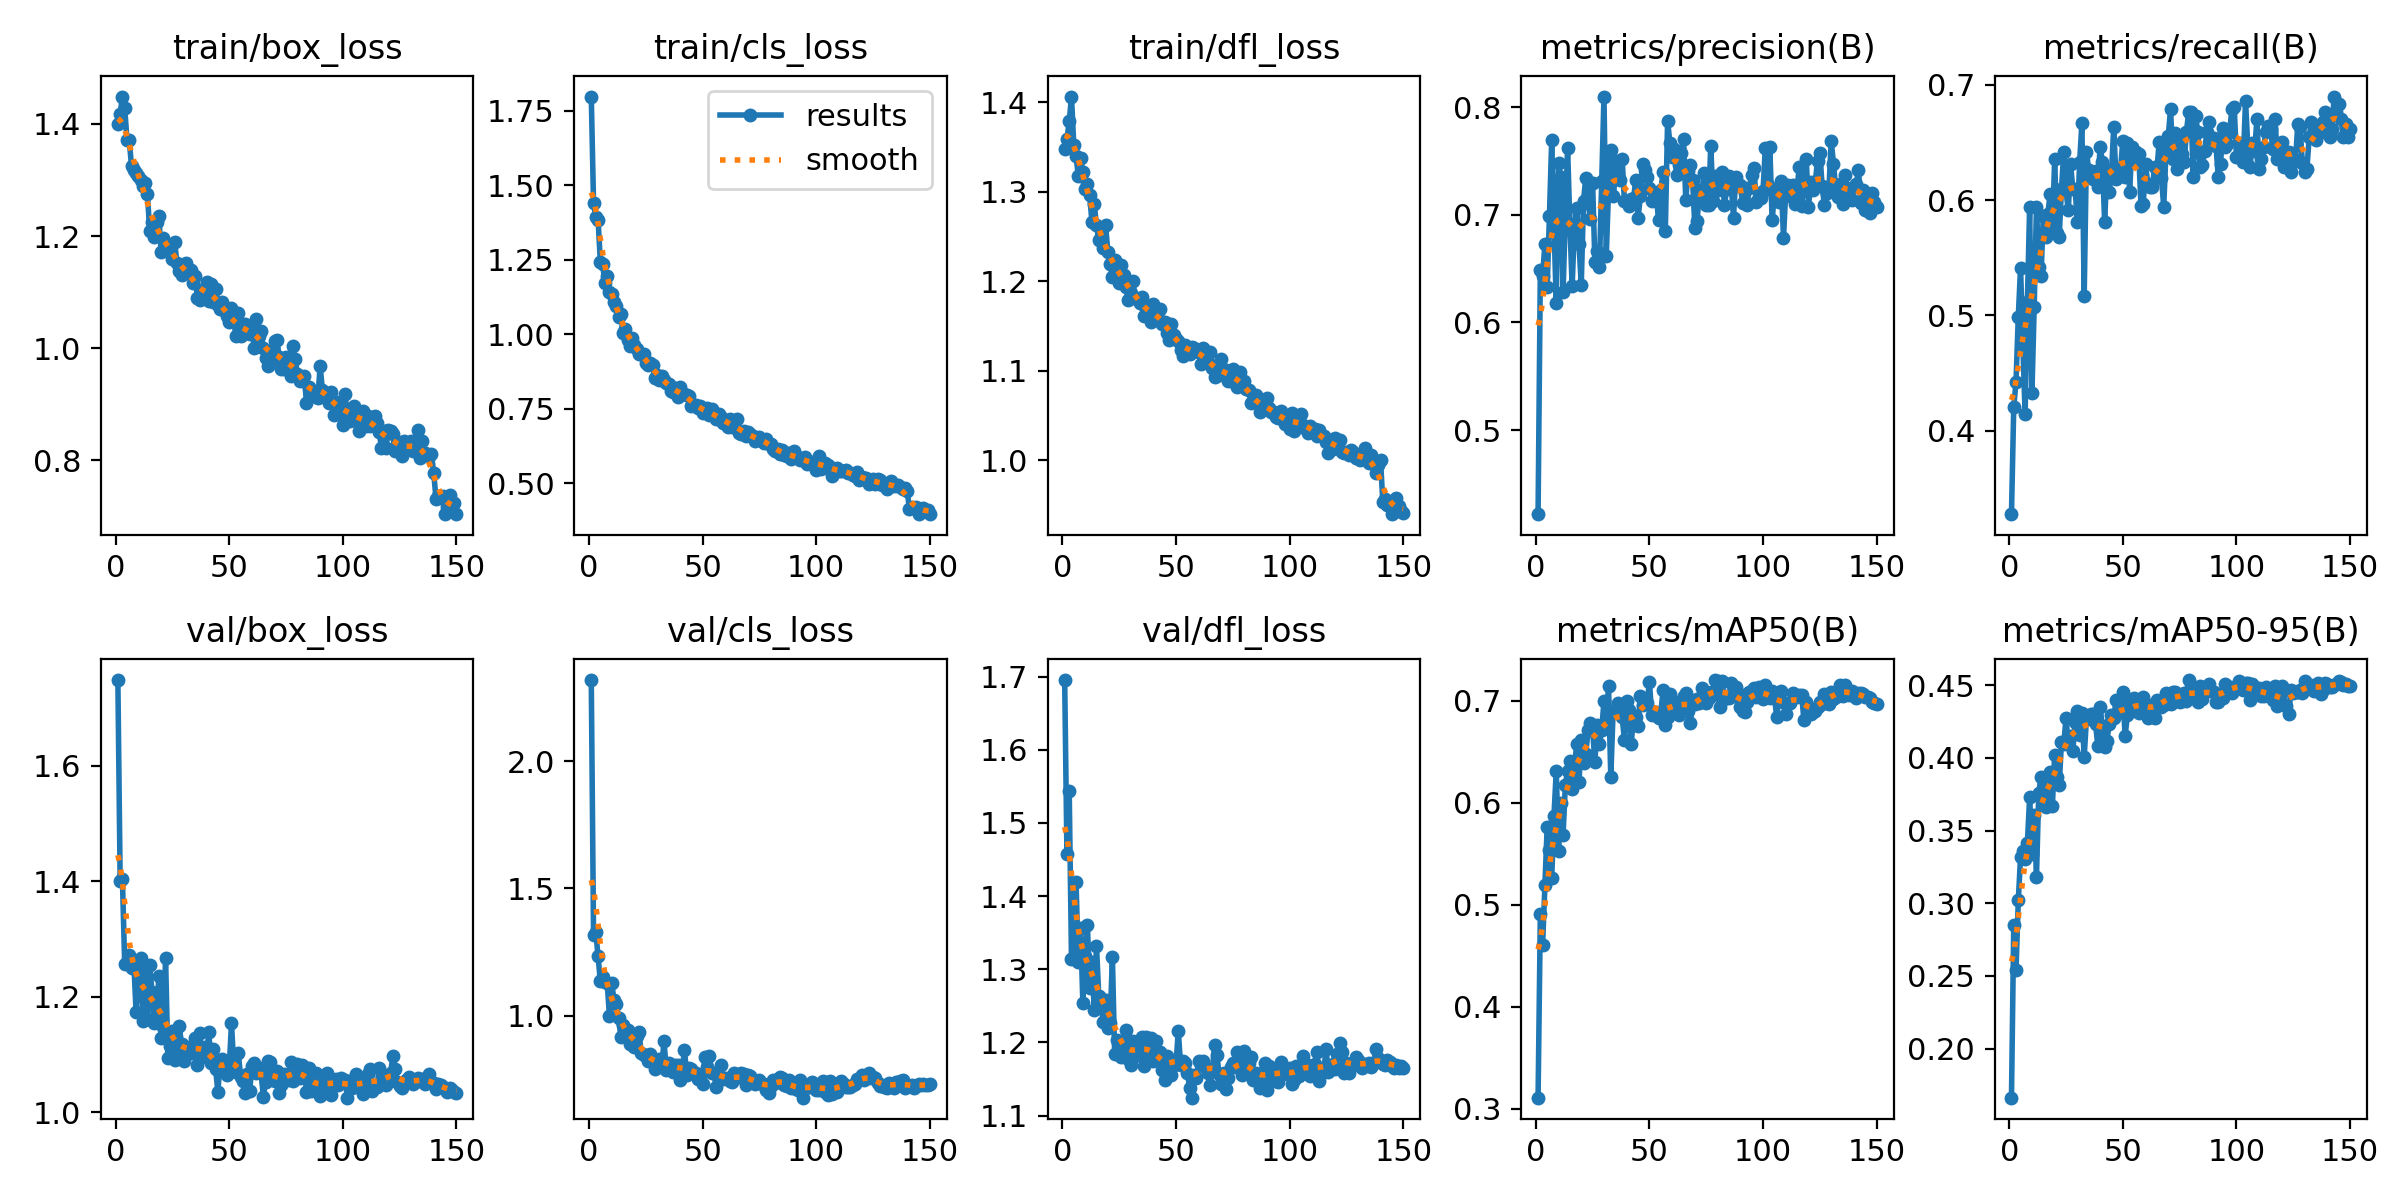 train/box_loss
1.4
1.2
1.0
0.8
0 50 100 150
train/cls_loss
results
smooth
1.75
1.50
1.25
1.00
0.75
0.50
0 50 100 150
train/dfl_loss
1.4
1.3
1.2
1.1
1.0
0 50 100 150
metrics/precision(B)
0.8
0.7
0.6
0.5
0 50 100 150
metrics/recall(B)
0.7
0.6
0.5
0.4
0 50 100 150
val/box_loss
1.6
1.4
1.2
1.0
0 50 100 150
val/cls_loss
2.0
1.5
1.0
0 50 100 150
val/dfl_loss
1.7
1.6
1.5
1.4
1.3
1.2
1.1
0 50 100 150
metrics/mAP50(B)
0.7
0.6
0.5
0.4
0.3
0 50 100 150
metrics/mAP50-95(B)
0.45
0.40
0.35
0.30
0.25
0.20
0 50 100 150